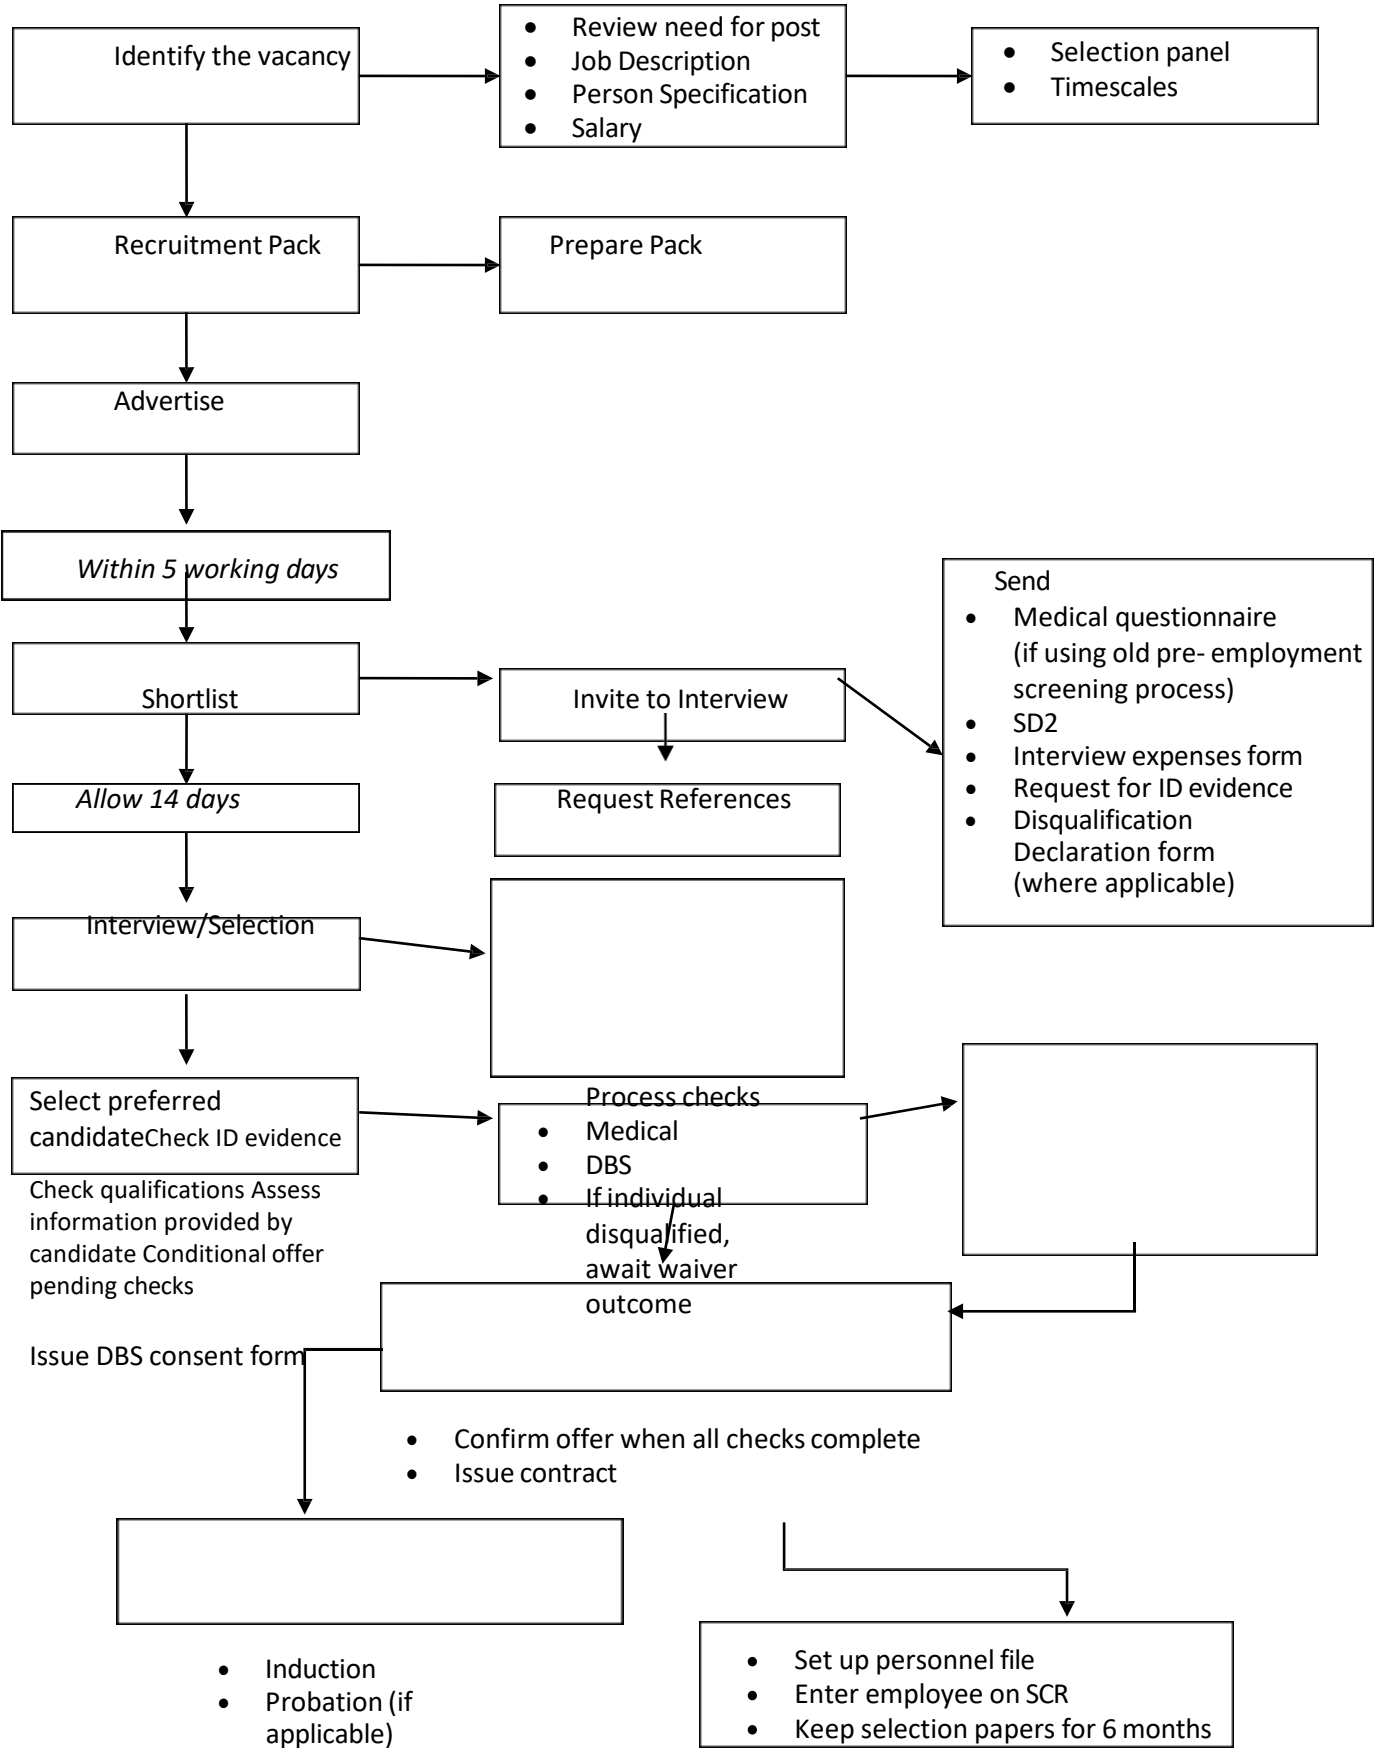 Identify the vacancy
• Review need for post
• Job Description
• Person Specification
• Salary
• Selection panel
• Timescales
Recruitment Pack
Prepare Pack
Advertise
Within 5 working days
Shortlist
Invite to Interview
Send
• Medical questionnaire
(if using old pre- employment
screening process)
• SD2
• Interview expenses form
• Request for ID evidence
• Disqualification
Declaration form
(where applicable)
Allow 14 days
Request References
Interview/Selection
Select preferred
candidateCheck ID evidence
Check qualifications Assess
information provided by
candidate Conditional offer
pending checks
Issue DBS consent form
Process checks
• Medical
• DBS
• If individual
disqualified,
await waiver
outcome
• Confirm offer when all checks complete
• Issue contract
• Induction
• Probation (if
applicable)
• Set up personnel file
• Enter employee on SCR
• Keep selection papers for 6 months